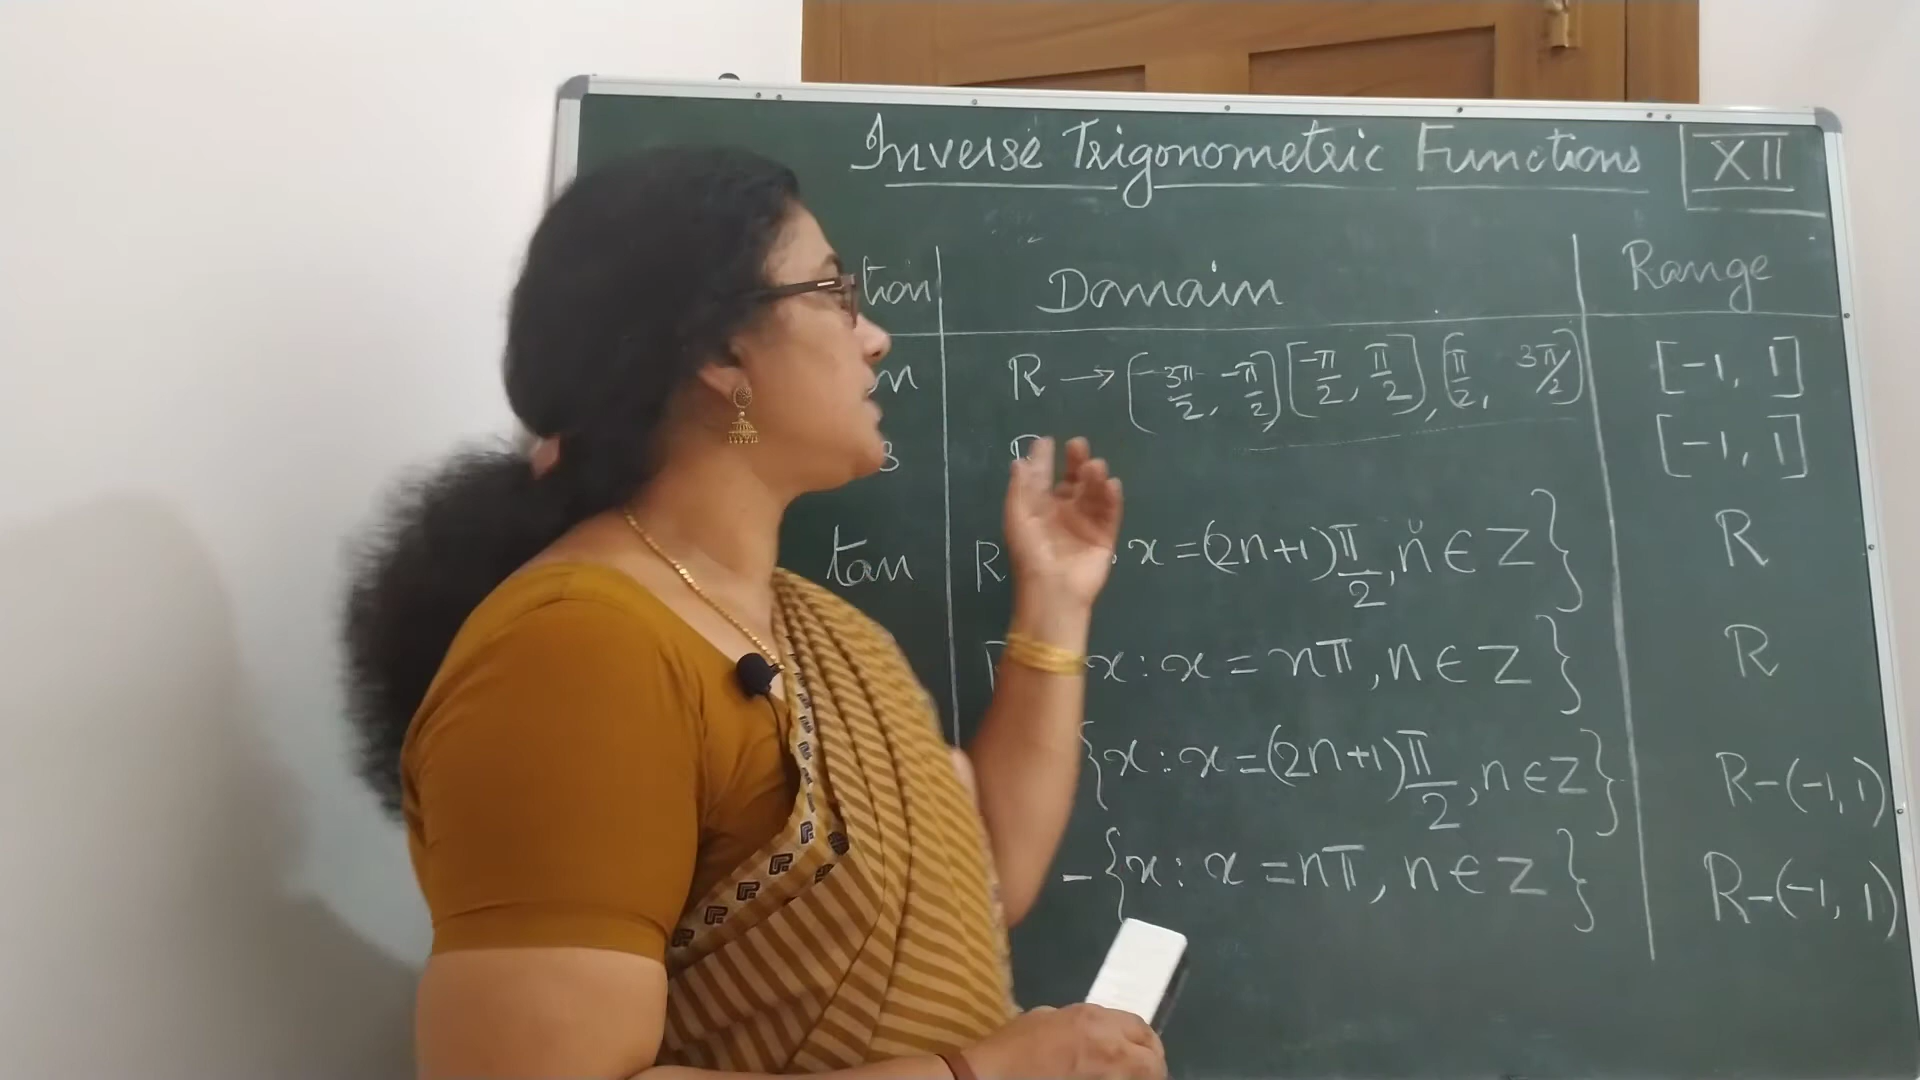 Inverse Trigonometric Functions XII
tion Domain Range
n R → [-3π/2, -π/2] [-π/2, π/2], [π/2, 3π/2] [-1, 1]
s R [-1, 1]
tan R x = (2n+1)π/2, n ∈ Z} R
x : x = nπ, n ∈ Z} R
{x : x = (2n+1)π/2, n ∈ Z} R-(-1, 1)
-{x : x = nπ, n ∈ Z} R-(-1, 1)